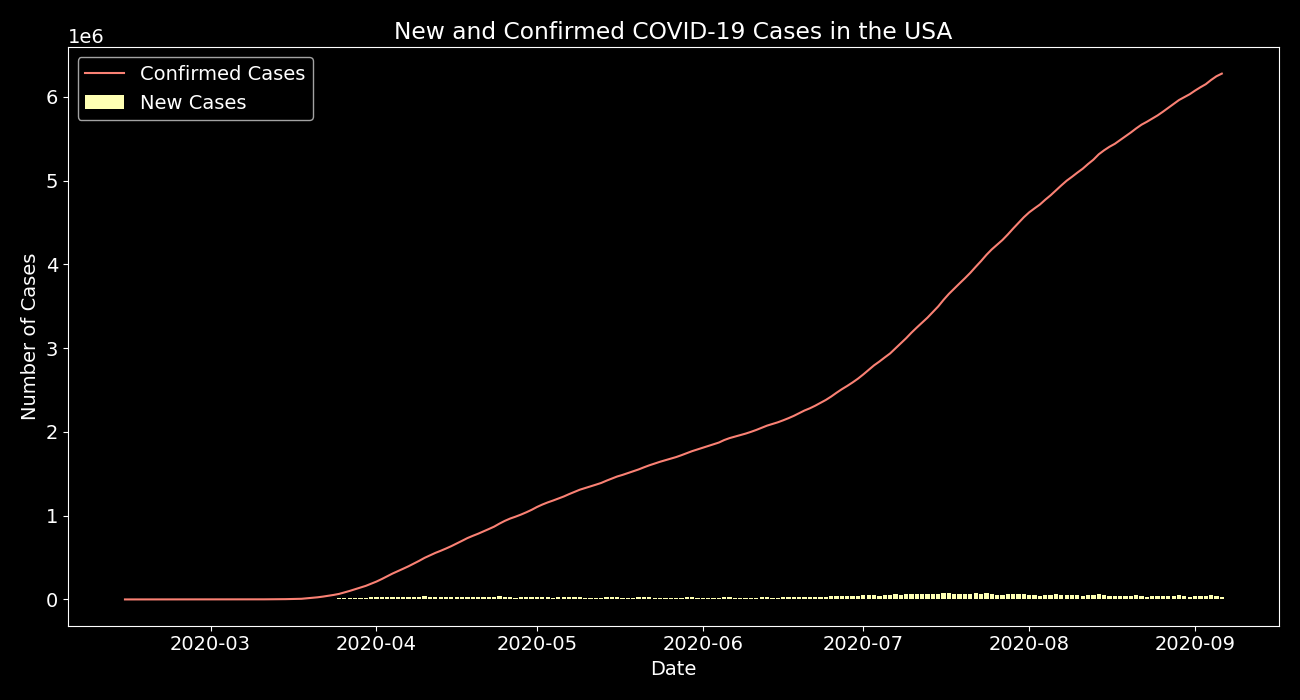 New and Confirmed COVID-19 Cases in the USA
1e6
Confirmed Cases
New Cases
6
5
4
3
2
1
0
Number of Cases
2020-03 2020-04 2020-05 2020-06 2020-07 2020-08 2020-09
Date